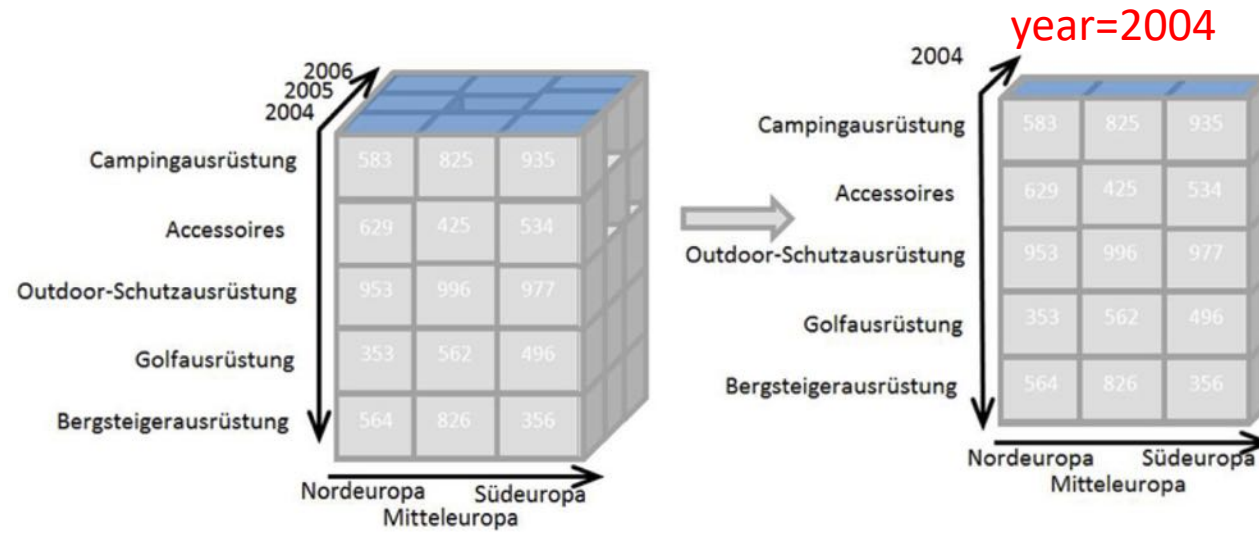 year=2004
2006
2005
2004
Campingausrüstung 583 825 935
Accessoires 629 425 534
Outdoor-Schutzausrüstung 953 996 977
Golfausrüstung 353 562 496
Bergsteigerausrüstung 564 826 356
Nordeuropa Südeuropa
Mitteleuropa
2004
Campingausrüstung 583 825 935
Accessoires 629 425 534
Outdoor-Schutzausrüstung 953 996 977
Golfausrüstung 353 562 496
Bergsteigerausrüstung 564 826 356
Nordeuropa Südeuropa
Mitteleuropa